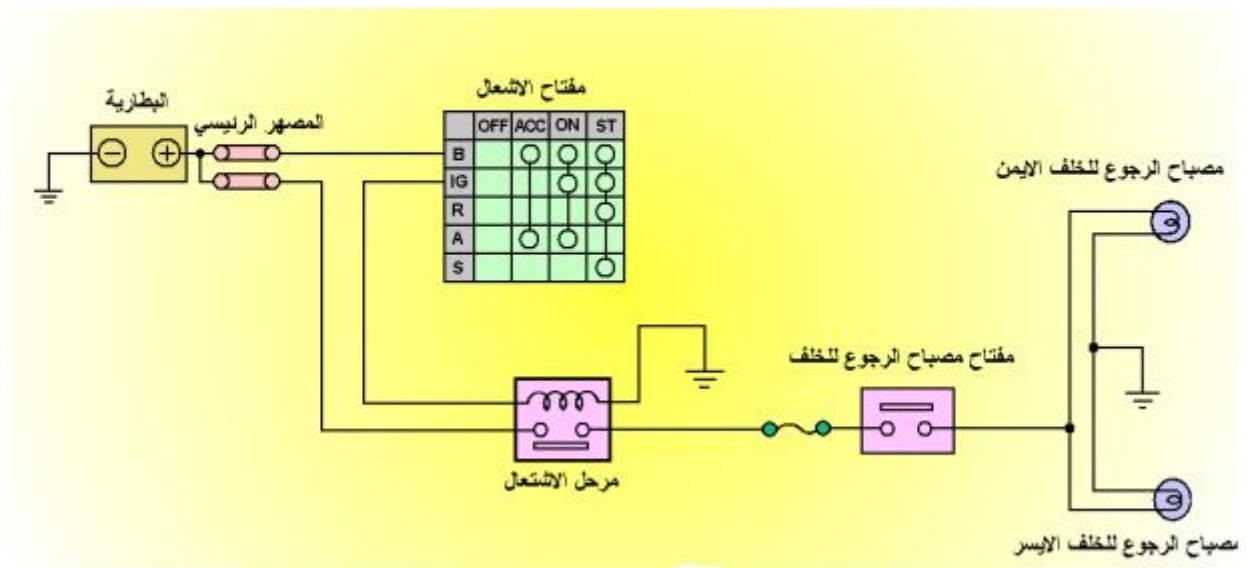 مفتاح الاشعال
البطارية
المصهر الرئيسي
OFF ACC ON ST
B
IG
R
A
S
مصباح الرجوع للخلف الايمن
مفتاح مصباح الرجوع للخلف
مرحل الاشتعال
مصباح الرجوع للخلف الايسر